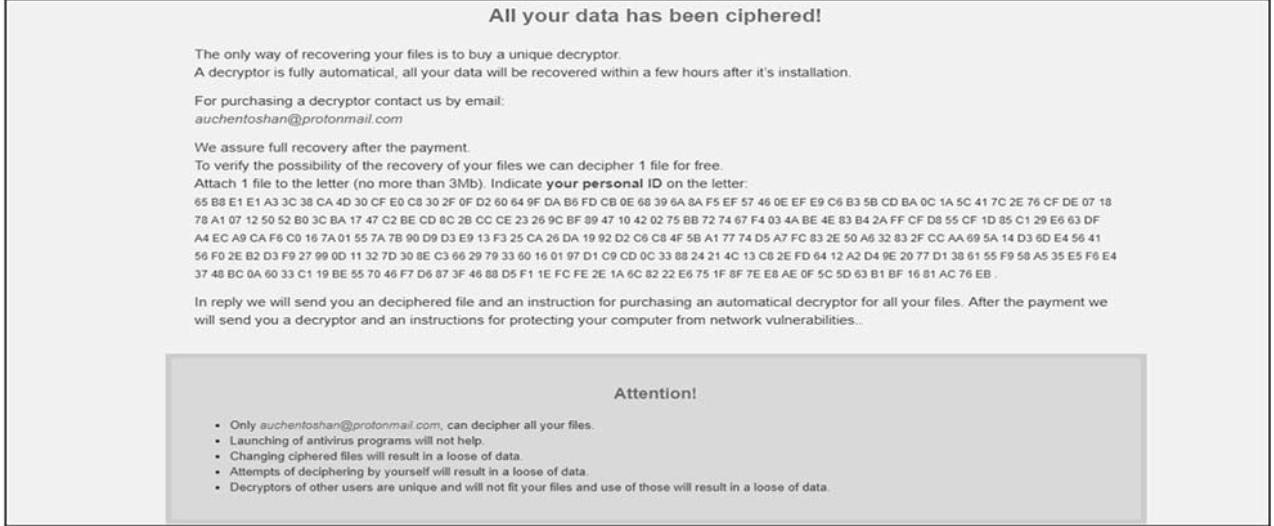 All your data has been ciphered!
The only way of recovering your files is to buy a unique decryptor.
A decryptor is fully automatical, all your data will be recovered within a few hours after it's installation.
For purchasing a decryptor contact us by email:
auchentoshan@protonmail.com
We assure full recovery after the payment.
To verify the possibility of the recovery of your files we can decipher 1 file for free.
Attach 1 file to the letter (no more than 3Mb). Indicate your personal ID on the letter:
65 B8 E1 E1 A3 3C 38 CA 4D 30 CF E0 C8 30 2F 0F D2 60 64 9F DA B6 FD CB 0E 68 39 6A 8A F5 EF 57 46 0E EF E9 C6 B3 5B CD BA 0C 1A 5C 41 7C 2E 76 CF DE 07 18
78 A1 07 12 50 52 B0 3C BA 17 47 C2 BE CD 8C 2B CC CE 23 26 9C BF 89 47 10 42 02 75 BB 72 74 67 F4 03 4A BE 4E 83 B4 2A FF CF D8 55 CF 1D 85 C1 29 E6 63 DF
A4 EC A9 CA F6 C0 16 7A 01 55 7A 7B 90 D9 D3 E9 13 F3 25 CA 26 DA 19 92 D2 C6 C8 4F 5B A1 77 74 D5 A7 FC 83 2E 50 A6 32 83 2F CC AA 69 5A 14 D3 6D E4 56 41
56 F0 2E B2 D3 F9 27 99 0D 11 32 7D 30 8E C3 66 29 79 33 60 16 01 97 D1 C9 CD 0C 33 88 24 21 4C 13 C8 2E FD 64 12 A2 D4 9E 20 77 D1 38 61 55 F9 58 A5 35 E5 F6 E4
37 48 BC 0A 60 33 C1 19 BE 55 70 46 F7 D6 87 3F 46 88 D5 F1 1E FC FE 2E 1A 6C 82 22 E6 75 1F 8F 7E E8 AE 0F 5C 5D 63 B1 BF 16 81 AC 76 EB .
In reply we will send you an deciphered file and an instruction for purchasing an automatical decryptor for all your files. After the payment we
will send you a decryptor and an instructions for protecting your computer from network vulnerabilities..
Attention!
• Only auchentoshan@protonmail.com, can decipher all your files.
• Launching of antivirus programs will not help.
• Changing ciphered files will result in a loose of data.
• Attempts of deciphering by yourself will result in a loose of data.
• Decryptors of other users are unique and will not fit your files and use of those will result in a loose of data.